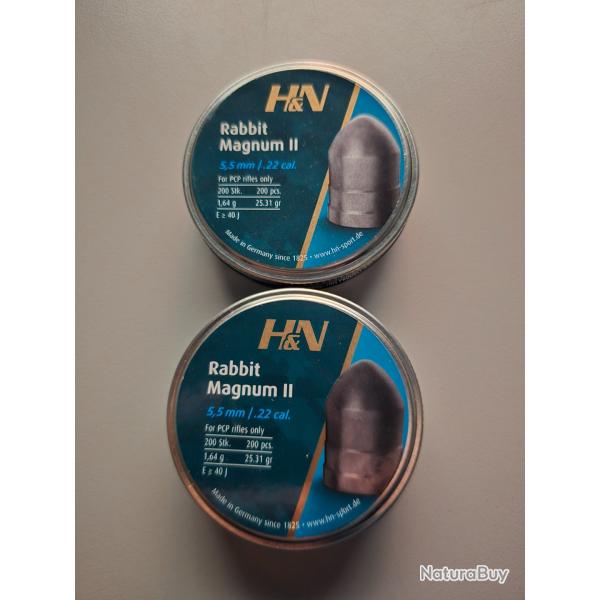 H&N
Rabbit
Magnum II
5,5 mm / .22 cal.
For PCP rifles only
200 Stk. 200 pcs.
1,64 g 25.31 gr
E ≥ 40 J
Made in Germany since 1825 • www.hn-sport.de
H&N
Rabbit
Magnum II
5,5 mm / .22 cal.
For PCP rifles only
200 Stk. 200 pcs.
1,64 g 25.31 gr
E ≥ 40 J
Made in Germany since 1825 • www.hn-sport.de
NaturaBuy